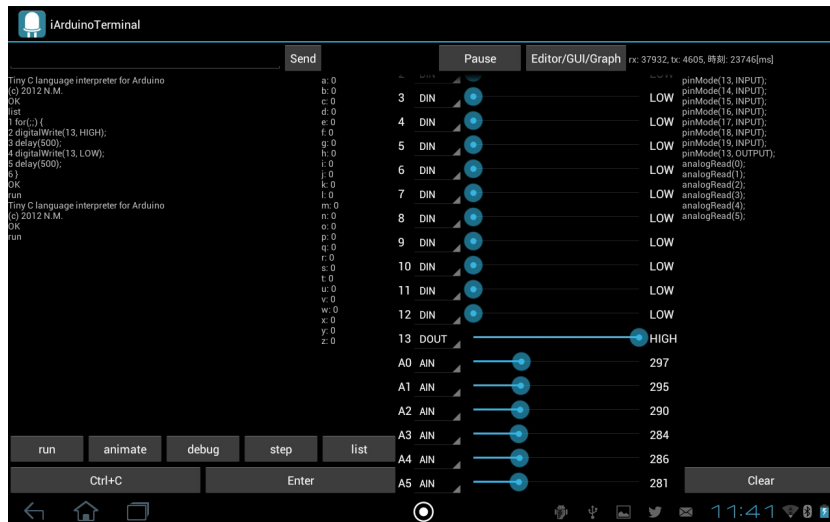 iArduinoTerminal
Send
Pause
Editor/GUI/Graph
rx: 37932, tx: 4605, 時刻: 23746[ms]
Tiny C language interpreter for Arduino
(c) 2012 N.M.
OK
list
1 for(;;) {
2 digitalWrite(13, HIGH);
3 delay(500);
4 digitalWrite(13, LOW);
5 delay(500);
6 }
OK
run
Tiny C language interpreter for Arduino
(c) 2012 N.M.
OK
run
a: 0
b: 0
c: 0
d: 0
e: 0
f: 0
g: 0
h: 0
i: 0
j: 0
k: 0
l: 0
m: 0
n: 0
o: 0
p: 0
q: 0
r: 0
s: 0
t: 0
u: 0
v: 0
w: 0
x: 0
y: 0
z: 0
3 DIN LOW
4 DIN LOW
5 DIN LOW
6 DIN LOW
7 DIN LOW
8 DIN LOW
9 DIN LOW
10 DIN LOW
11 DIN LOW
12 DIN LOW
13 DOUT HIGH
A0 AIN 297
A1 AIN 295
A2 AIN 290
A3 AIN 284
A4 AIN 286
A5 AIN 281
pinMode(13, INPUT);
pinMode(14, INPUT);
pinMode(15, INPUT);
pinMode(16, INPUT);
pinMode(17, INPUT);
pinMode(18, INPUT);
pinMode(19, INPUT);
pinMode(13, OUTPUT);
analogRead(0);
analogRead(1);
analogRead(2);
analogRead(3);
analogRead(4);
analogRead(5);
run
animate
debug
step
list
Ctrl+C
Enter
Clear
11:41